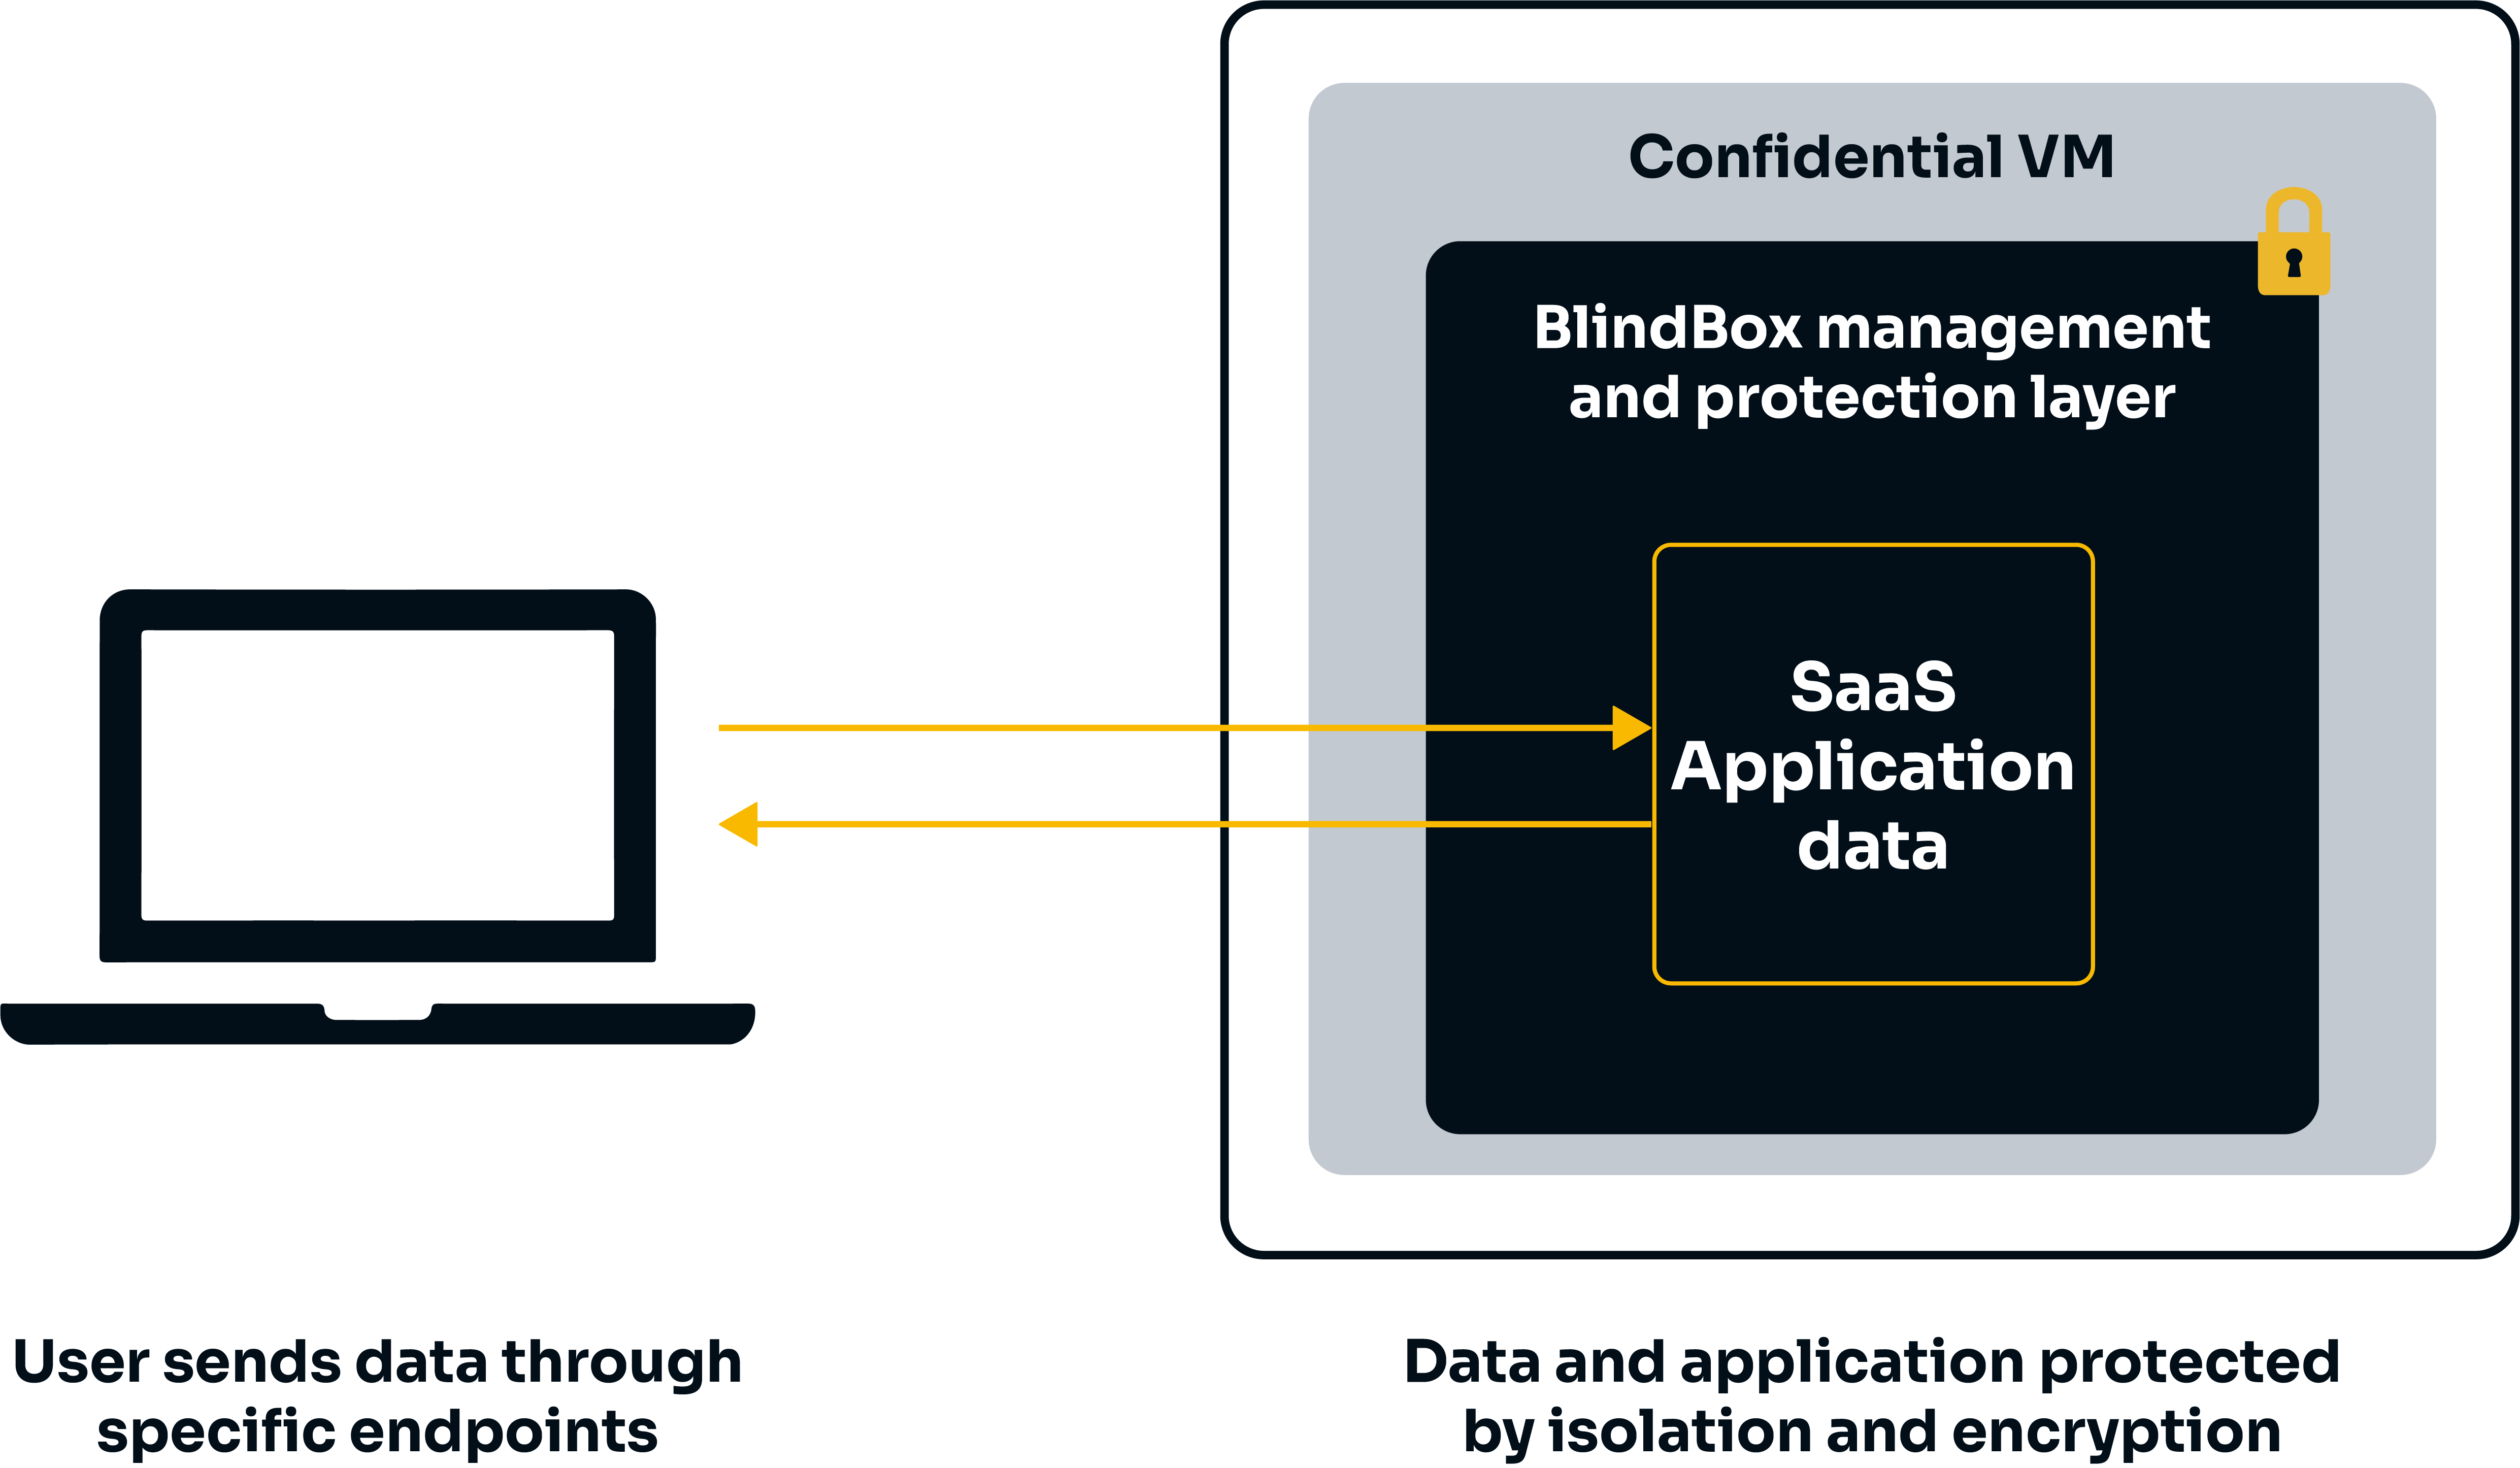 Confidential VM
BlindBox management
and protection layer
SaaS
Application
data
User sends data through
specific endpoints
Data and application protected
by isolation and encryption